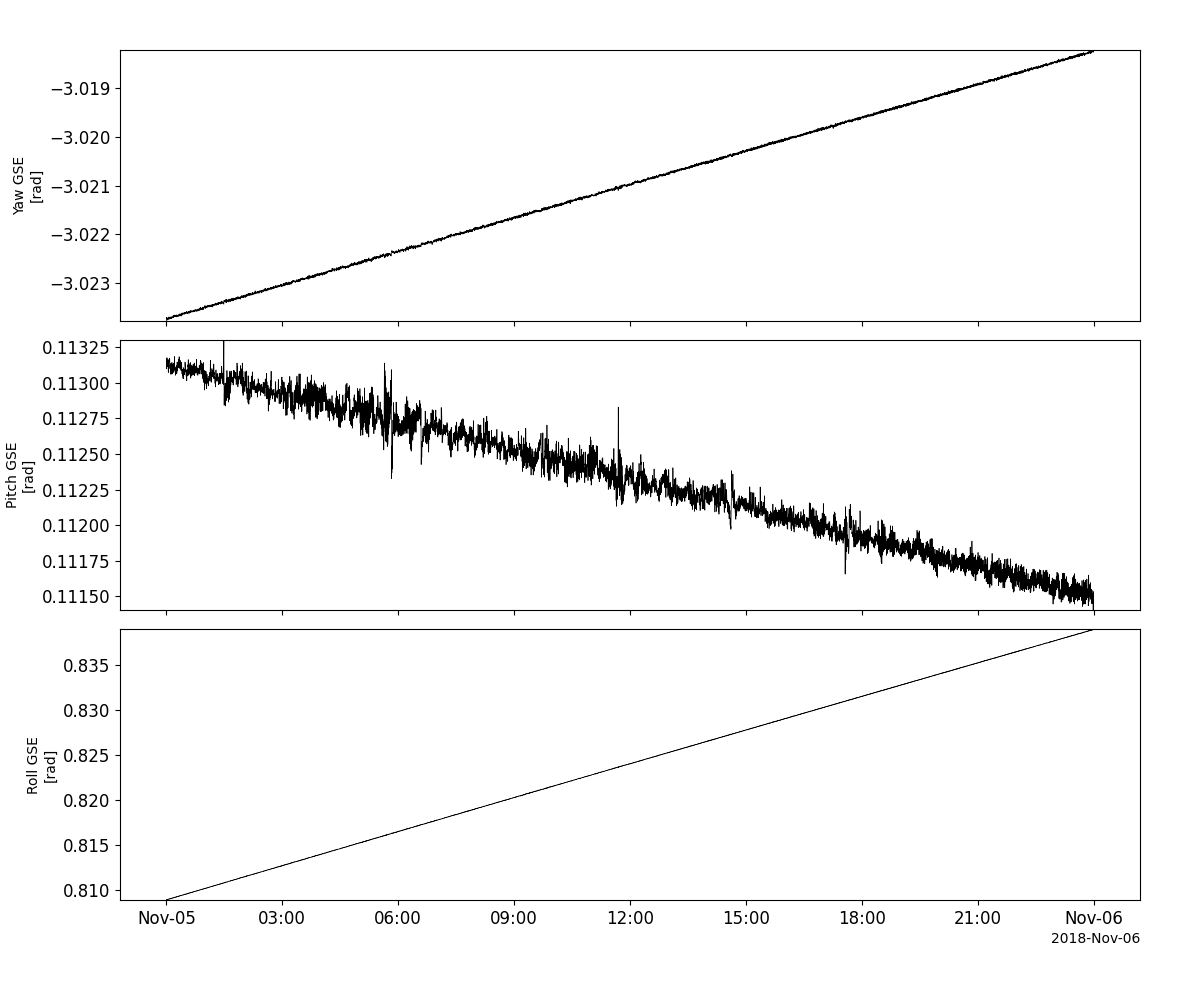 −3.019
−3.020
−3.021
−3.022
−3.023
Yaw GSE
[rad]
0.11325
0.11300
0.11275
0.11250
0.11225
0.11200
0.11175
0.11150
Pitch GSE
[rad]
0.835
0.830
0.825
0.820
0.815
0.810
Roll GSE
[rad]
Nov-05 03:00 06:00 09:00 12:00 15:00 18:00 21:00 Nov-06
2018-Nov-06